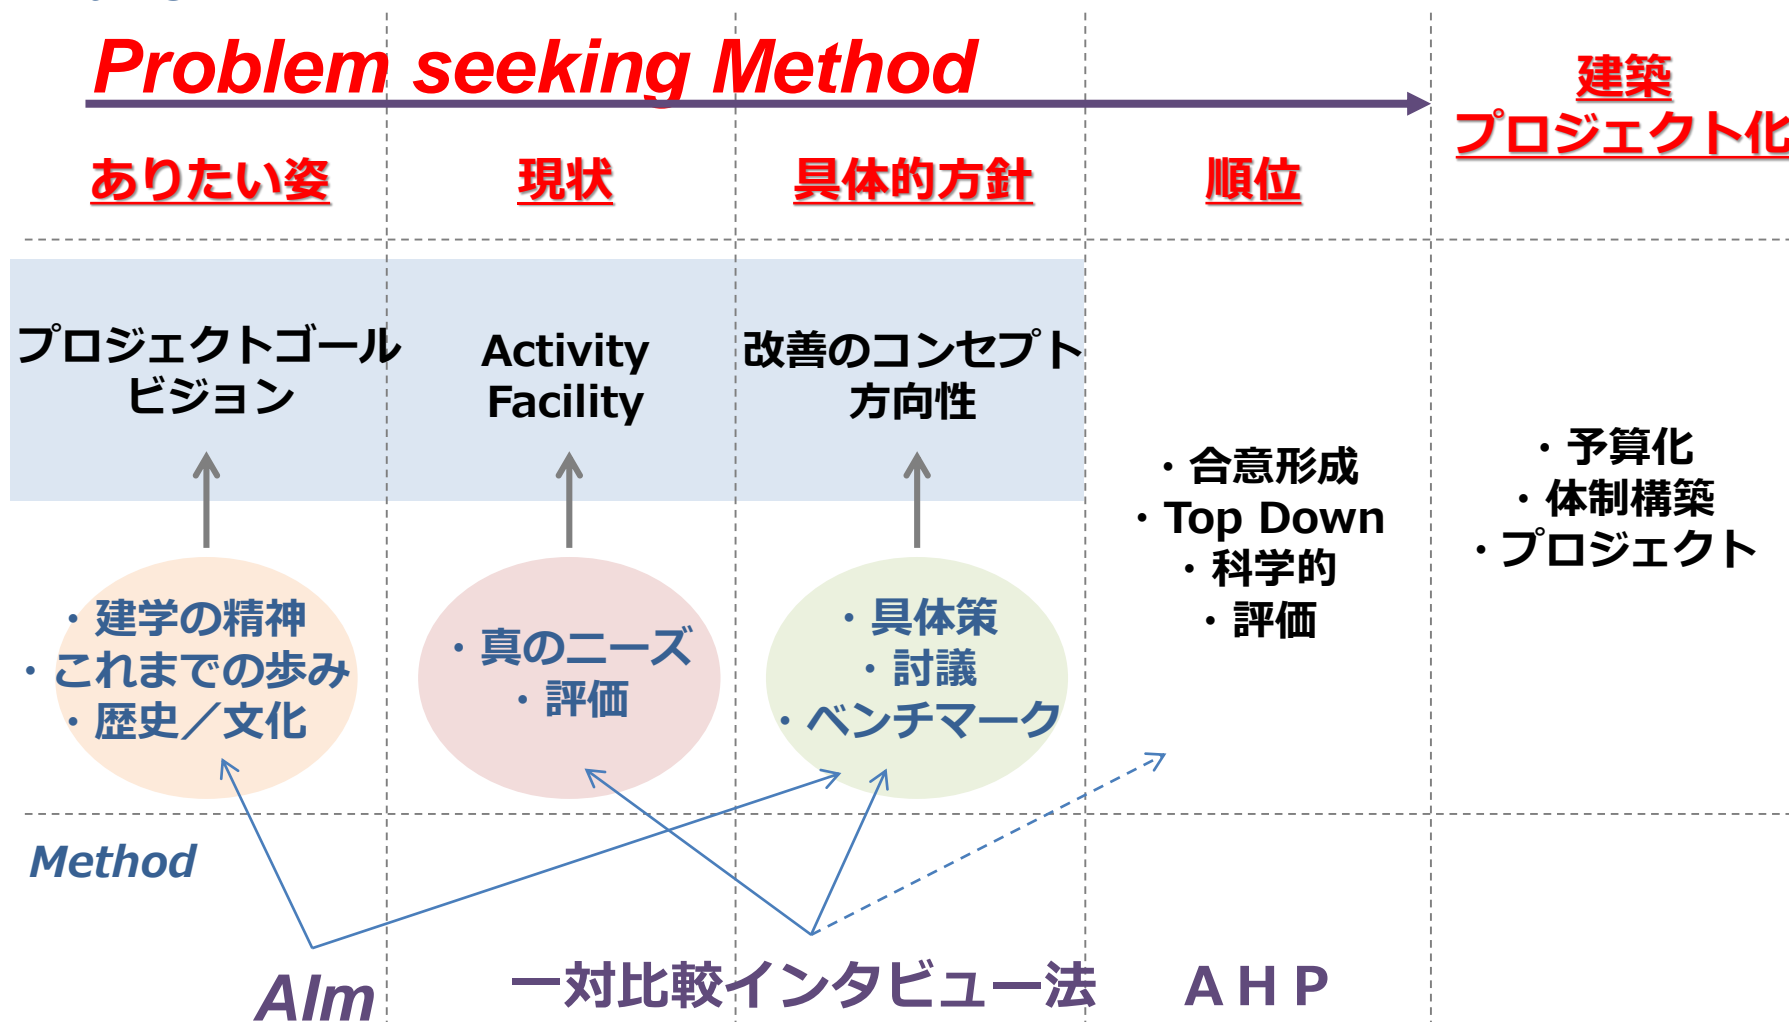 Problem seeking Method
建築
プロジェクト化
ありたい姿
現状
具体的方針
順位
プロジェクトゴール
ビジョン
Activity
Facility
改善のコンセプト
方向性
・合意形成
・Top Down
・科学的
・評価
・予算化
・体制構築
・プロジェクト
・建学の精神
・これまでの歩み
・歴史／文化
・真のニーズ
・評価
・具体策
・討議
・ベンチマーク
Method
AIm
一対比較インタビュー法
ＡＨＰ